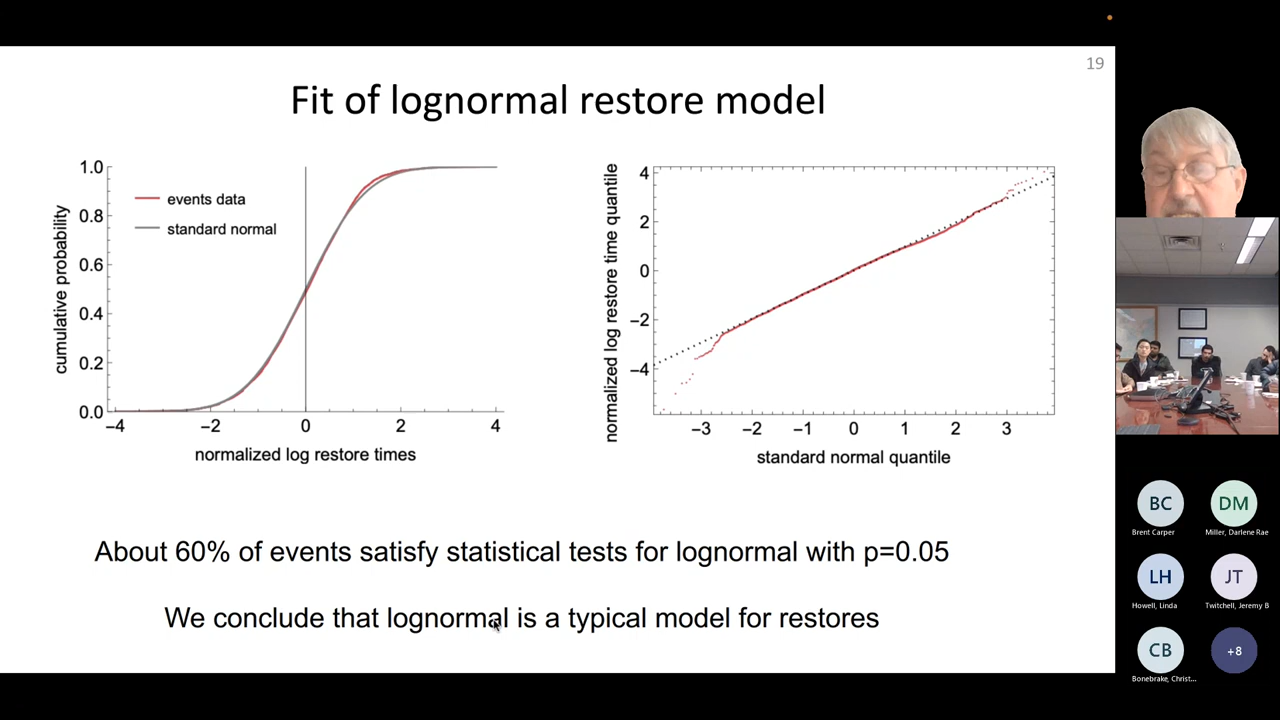 19
Fit of lognormal restore model
cumulative probability
1.0
0.8
0.6
0.4
0.2
0.0
events data
standard normal
−4
−2
0
2
4
normalized log restore times
normalized log restore time quantile
4
2
0
−2
−4
−3
−2
−1
0
1
2
3
standard normal quantile
About 60% of events satisfy statistical tests for lognormal with p=0.05
We conclude that lognormal is a typical model for restores
BC
Brent Carper
DM
Miller, Darlene Rae
LH
Howell, Linda
JT
Twitchell, Jeremy B
CB
Bonebrake, Christ...
+8